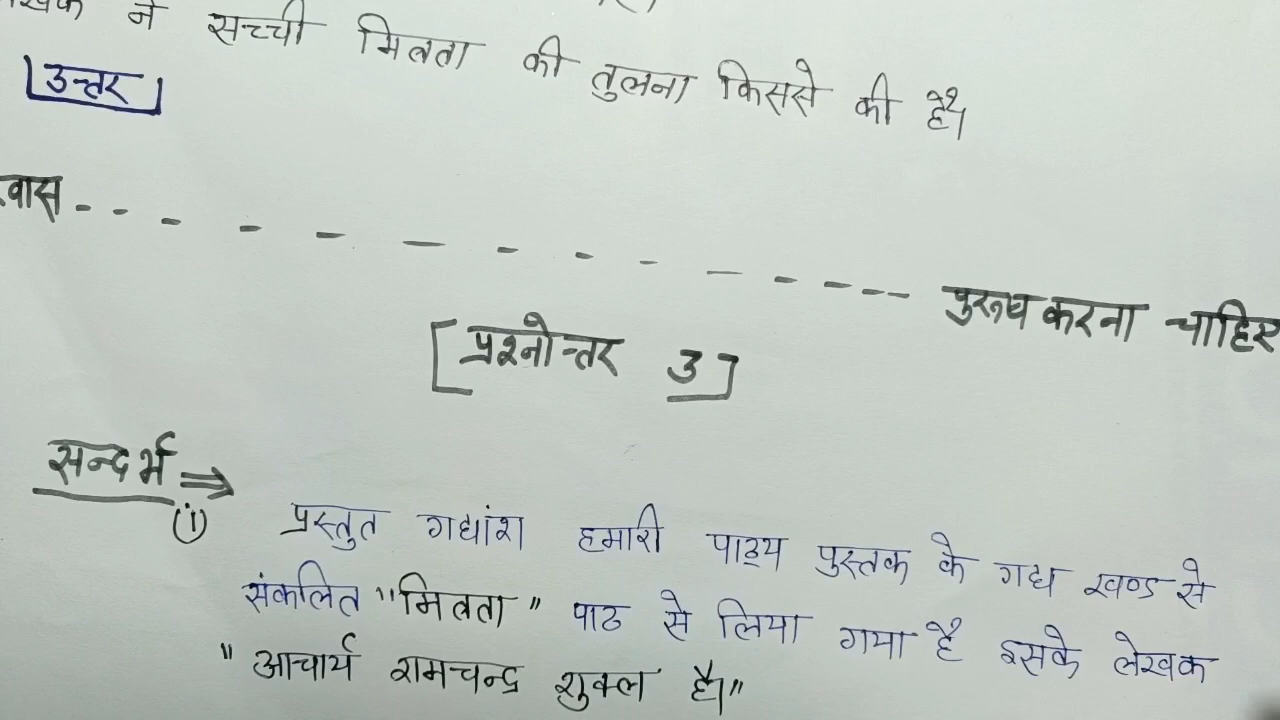 ने सच्ची मित्रता की तुलना किससे की है।
उत्तर
वास - - - - - - - - - - - - - पुरूष करना चाहिए
[प्रश्नोत्तर 3]
सन्दर्भ ⇒
(i) प्रस्तुत गद्यांश हमारी पाठ्य पुस्तक के गद्य खण्ड से
संकलित "मित्रता" पाठ से लिया गया है इसके लेखक
"आचार्य रामचन्द्र शुक्ल है।"